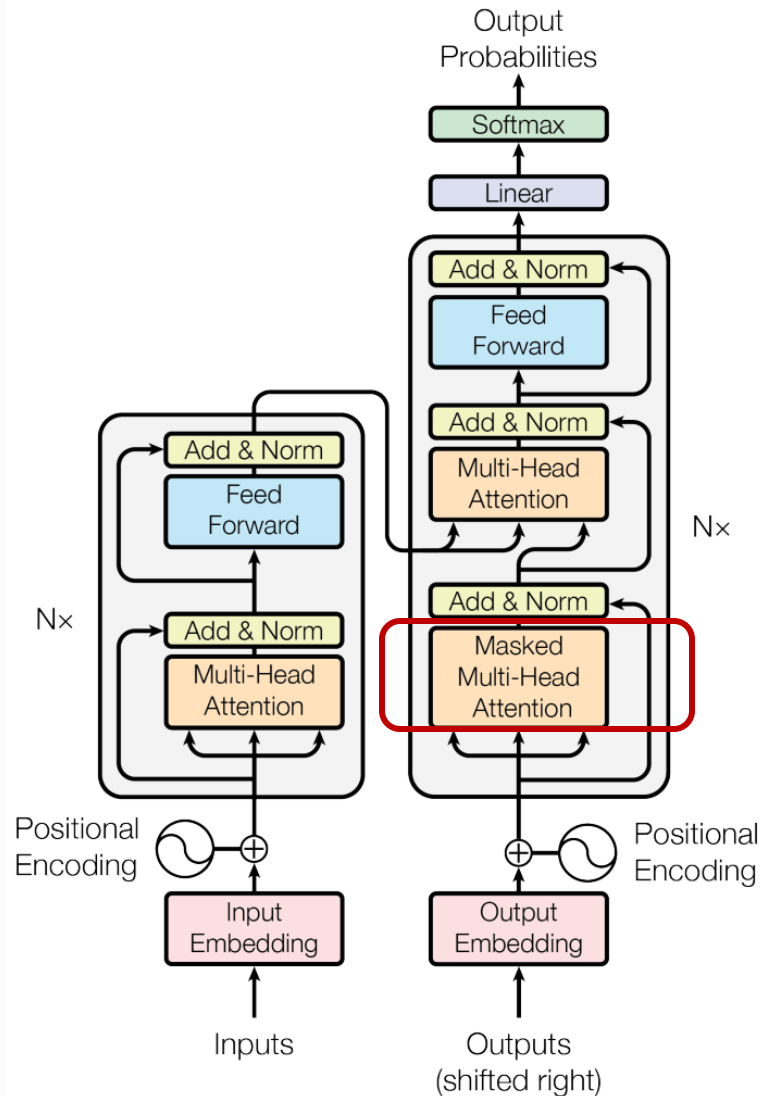 Output
Probabilities
Softmax
Linear
Add & Norm
Feed
Forward
Add & Norm
Multi-Head
Attention
Nx
Add & Norm
Masked
Multi-Head
Attention
Add & Norm
Feed
Forward
Nx
Add & Norm
Multi-Head
Attention
Positional
Encoding
Positional
Encoding
Input
Embedding
Output
Embedding
Inputs
Outputs
(shifted right)